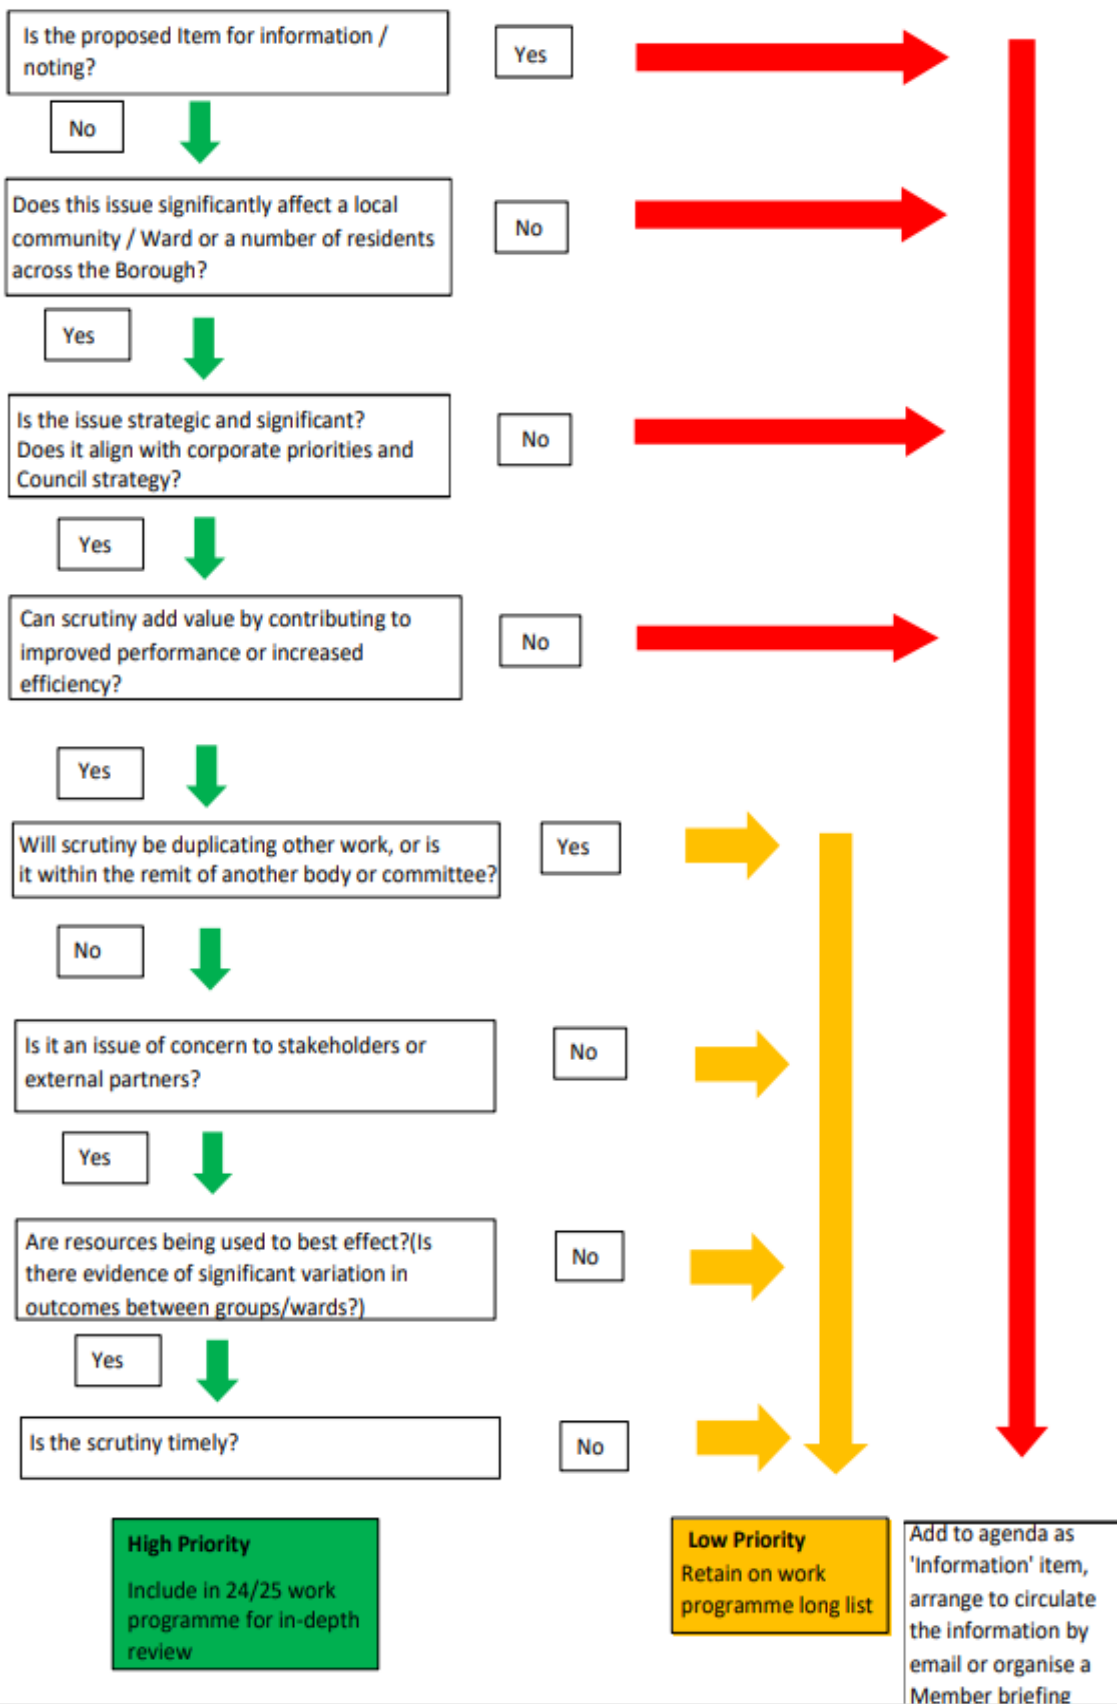 Is the proposed Item for information /
noting?
Yes
No
Does this issue significantly affect a local
community / Ward or a number of residents
across the Borough?
No
Yes
Is the issue strategic and significant?
Does it align with corporate priorities and
Council strategy?
No
Yes
Can scrutiny add value by contributing to
improved performance or increased
efficiency?
No
Yes
Will scrutiny be duplicating other work, or is
it within the remit of another body or committee?
Yes
No
Is it an issue of concern to stakeholders or
external partners?
No
Yes
Are resources being used to best effect?(Is
there evidence of significant variation in
outcomes between groups/wards?)
No
Yes
Is the scrutiny timely?
No
High Priority
Include in 24/25 work
programme for in-depth
review
Low Priority
Retain on work
programme long list
Add to agenda as
'Information' item,
arrange to circulate
the information by
email or organise a
Member briefing